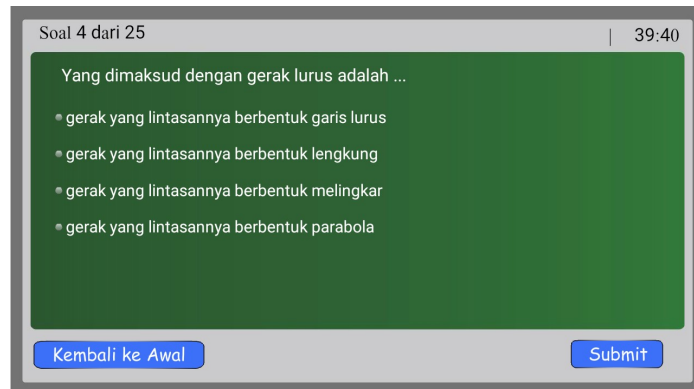 Soal 4 dari 25
| 39:40
Yang dimaksud dengan gerak lurus adalah ...
gerak yang lintasannya berbentuk garis lurus
gerak yang lintasannya berbentuk lengkung
gerak yang lintasannya berbentuk melingkar
gerak yang lintasannya berbentuk parabola
Kembali ke Awal
Submit